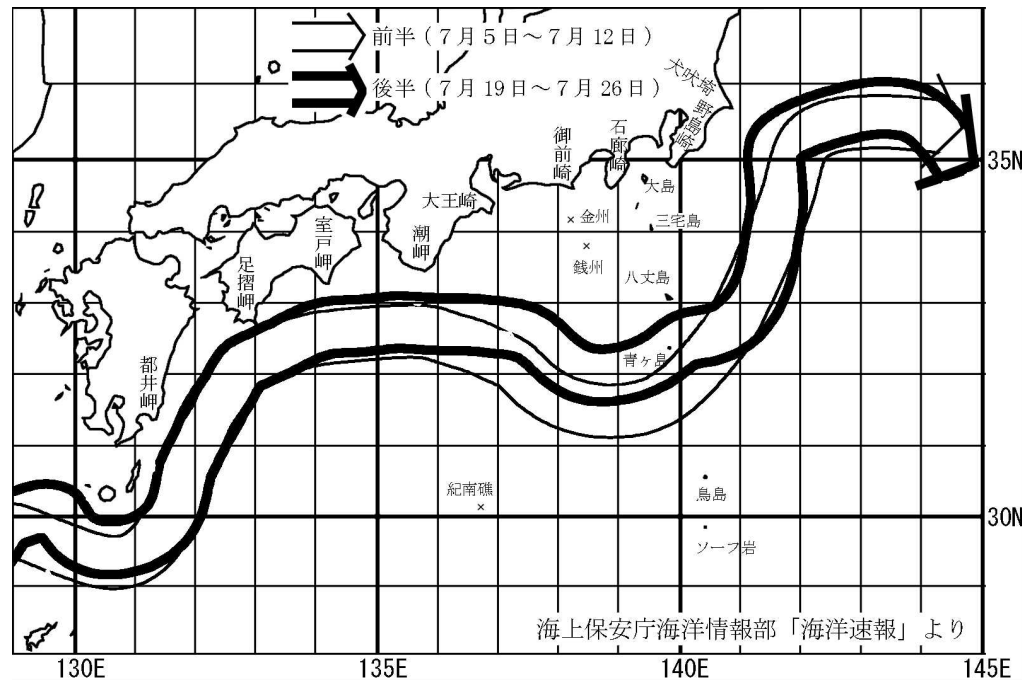 前半（７月５日～７月12日）
後半（７月19日～７月26日）
犬吠埼
野島崎
石廊崎
御前崎
大島
大王崎
金州
三宅島
室戸岬
潮岬
銭州
足摺岬
八丈島
青ヶ島
都井岬
紀南礁
鳥島
ソーフ岩
35N
30N
海上保安庁海洋情報部「海洋速報」より
130E
135E
140E
145E